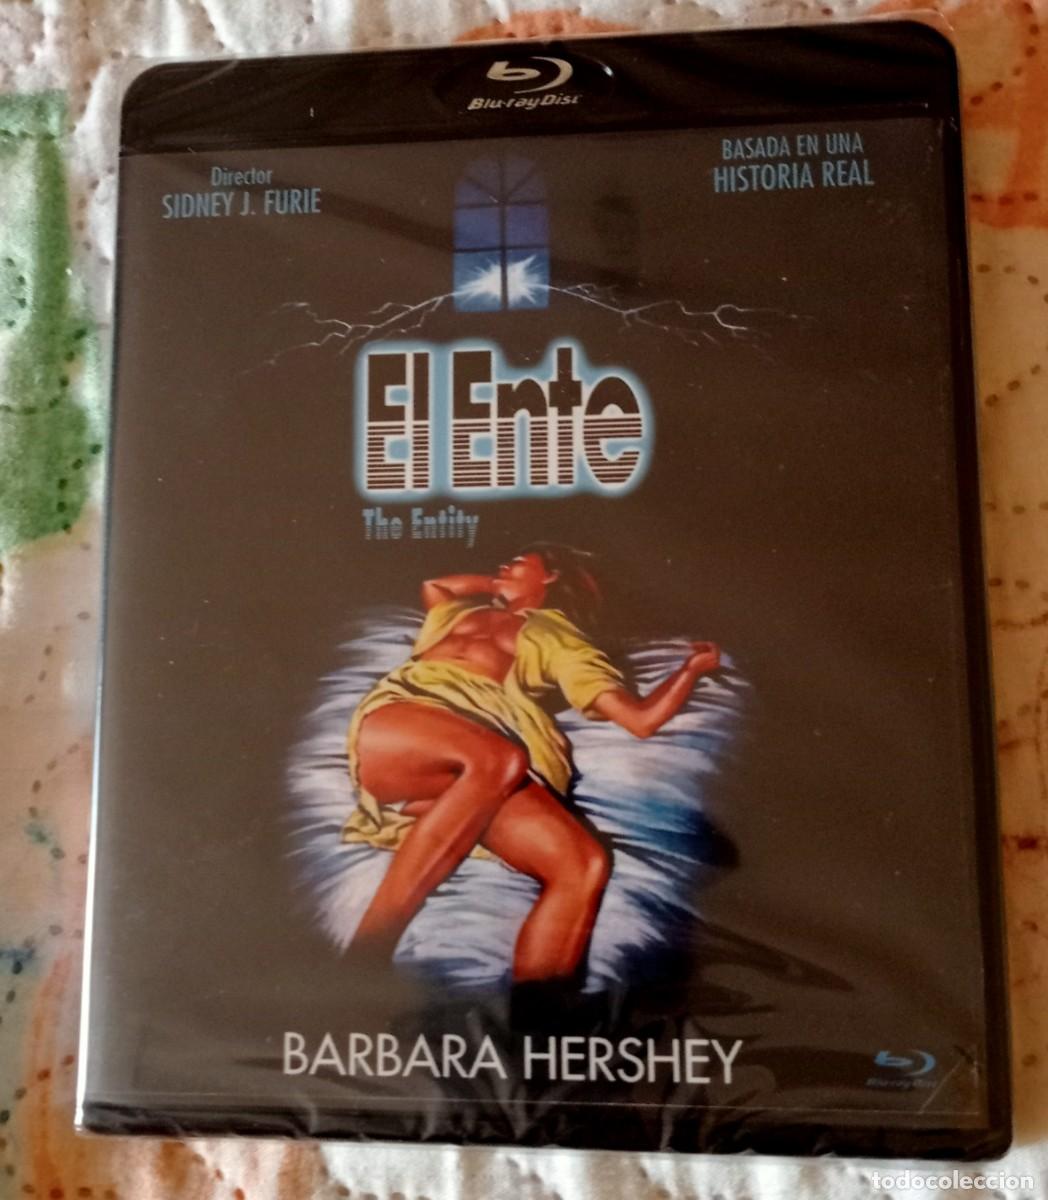 Blu-ray Disc
Director
SIDNEY J. FURIE
BASADA EN UNA
HISTORIA REAL
El Ente
The Entity
BARBARA HERSHEY
Blu-ray Disc
todocoleccion